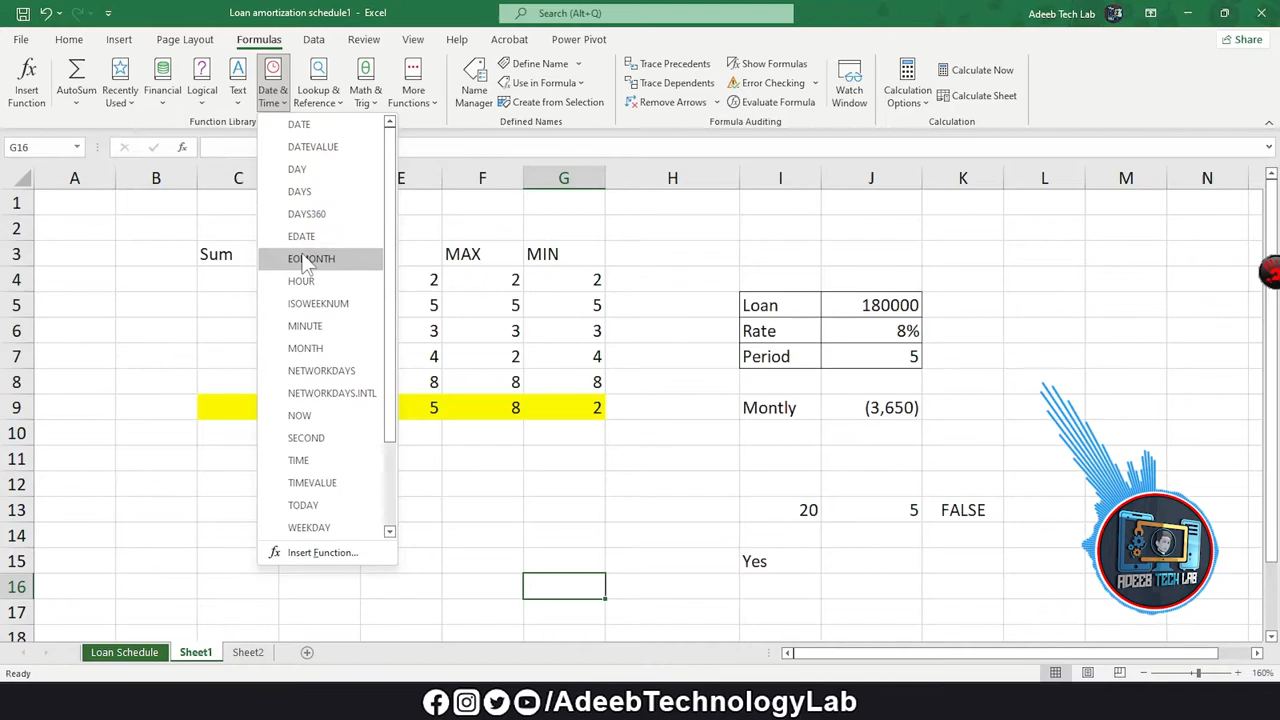 Loan amortization schedule1 - Excel
Search (Alt+Q)
Adeeb Tech Lab
File Home Insert Page Layout Formulas Data Review View Help Acrobat Power Pivot
Share
Insert Function
AutoSum
Recently Used
Financial
Logical
Text
Date & Time
Lookup & Reference
Math & Trig
More Functions
Name Manager
Define Name
Use in Formula
Create from Selection
Trace Precedents
Trace Dependents
Remove Arrows
Show Formulas
Error Checking
Evaluate Formula
Watch Window
Calculation Options
Calculate Now
Calculate Sheet
Function Library
Defined Names
Formula Auditing
Calculation
G16
fx
DATE
DATEVALUE
DAY
DAYS
DAYS360
EDATE
EOMONTH
HOUR
ISOWEEKNUM
MINUTE
MONTH
NETWORKDAYS
NETWORKDAYS.INTL
NOW
SECOND
TIME
TIMEVALUE
TODAY
WEEKDAY
fx Insert Function...
A B C E F G H I J K L M N
1
2
3 Sum MAX MIN
4 2 2 2
5 5 5 5 Loan 180000
6 3 3 3 Rate 8%
7 4 2 4 Period 5
8 8 8 8
9 5 8 2 Montly (3,650)
10
11
12
13 20 5 FALSE
14
15 Yes
16
17
18
ADEEB TECH LAB
Loan Schedule Sheet1 Sheet2
Ready
160%
/AdeebTechnologyLab